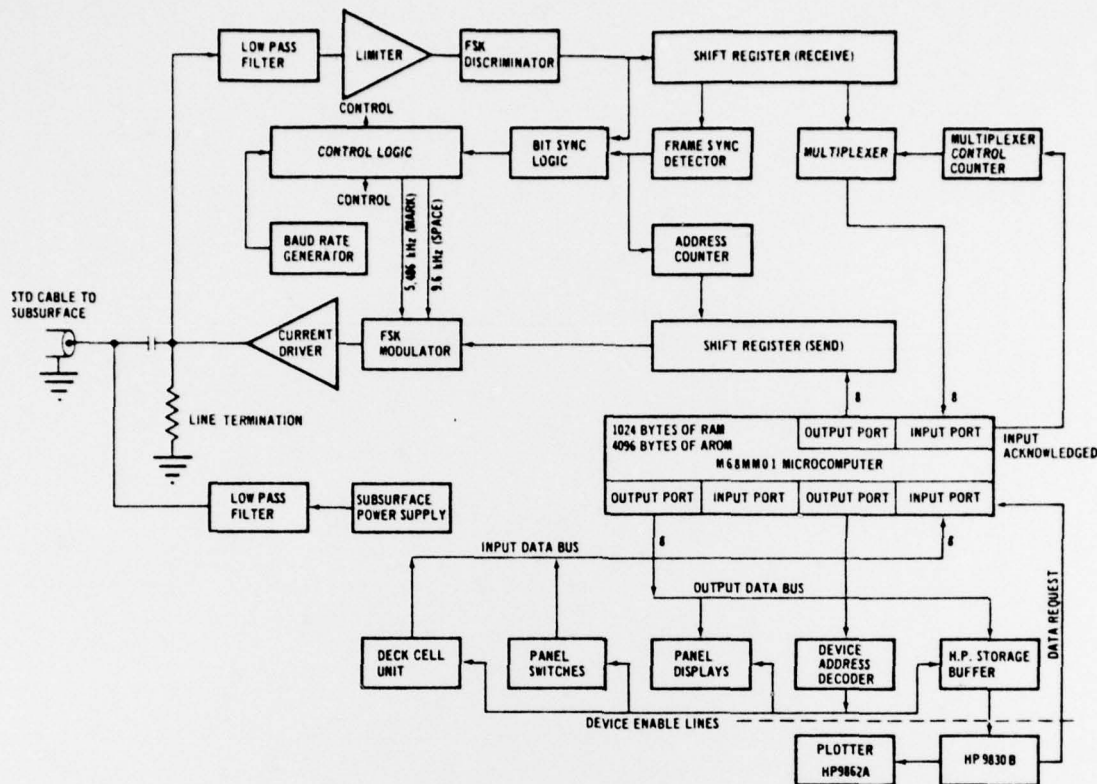 LOW PASS
FILTER
LIMITER
FSK
DISCRIMINATOR
SHIFT REGISTER (RECEIVE)
CONTROL
CONTROL LOGIC
BIT SYNC
LOGIC
FRAME SYNC
DETECTOR
MULTIPLEXER
MULTIPLEXER
CONTROL
COUNTER
CONTROL
BAUD RATE
GENERATOR
5,486 kHz (MARK)
9.6 kHz (SPACE)
ADDRESS
COUNTER
STD CABLE TO
SUBSURFACE
CURRENT
DRIVER
FSK
MODULATOR
SHIFT REGISTER (SEND)
LINE TERMINATION
8
8
1024 BYTES OF RAM
4096 BYTES OF AROM
OUTPUT PORT
INPUT PORT
INPUT
ACKNOWLEDGED
M68MM01 MICROCOMPUTER
OUTPUT PORT
INPUT PORT
OUTPUT PORT
INPUT PORT
LOW PASS
FILTER
SUBSURFACE
POWER SUPPLY
6
6
INPUT DATA BUS
OUTPUT DATA BUS
DATA REQUEST
DECK CELL
UNIT
PANEL
SWITCHES
PANEL
DISPLAYS
DEVICE
ADDRESS
DECODER
H.P. STORAGE
BUFFER
DEVICE ENABLE LINES
PLOTTER
HP9862A
HP 9830 B